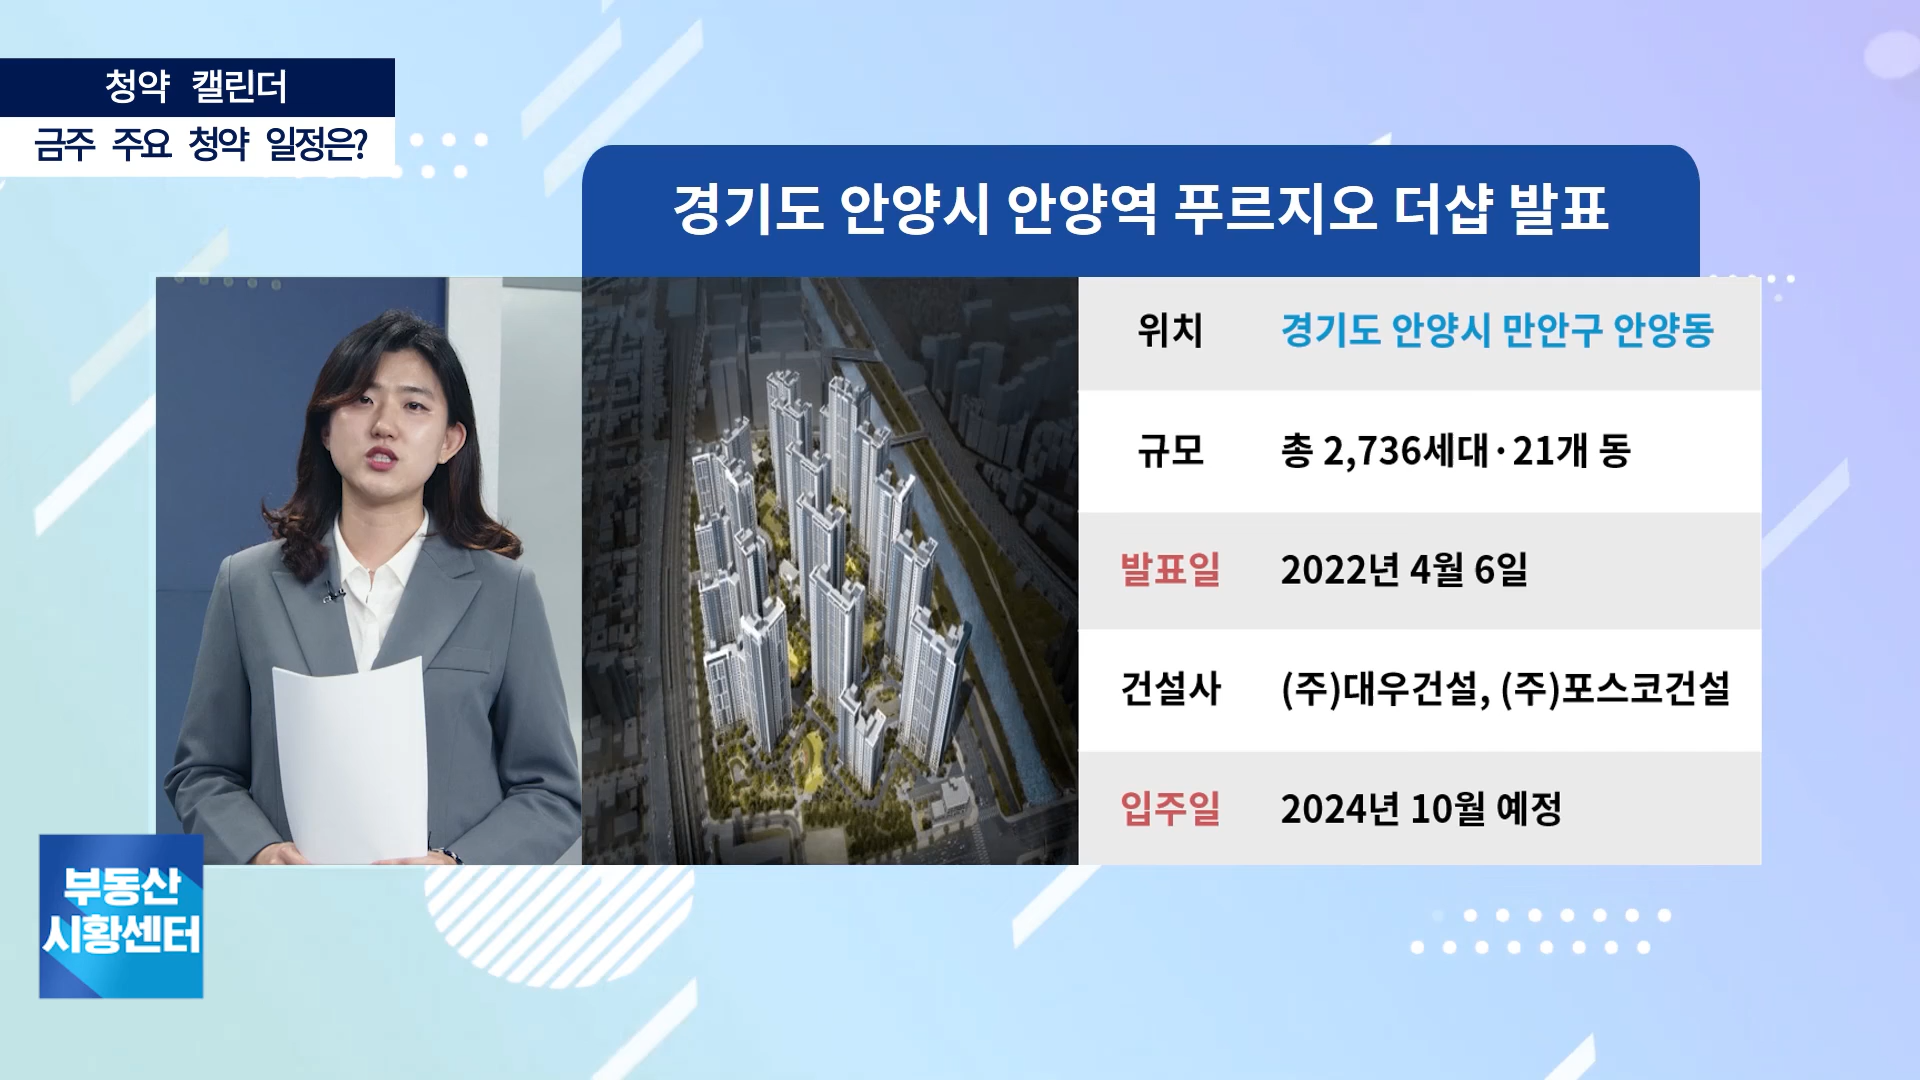 청약 캘린더
금주 주요 청약 일정은?
경기도 안양시 안양역 푸르지오 더샵 발표
위치 경기도 안양시 만안구 안양동
규모 총 2,736세대·21개 동
발표일 2022년 4월 6일
건설사 (주)대우건설, (주)포스코건설
입주일 2024년 10월 예정
부동산
시황센터